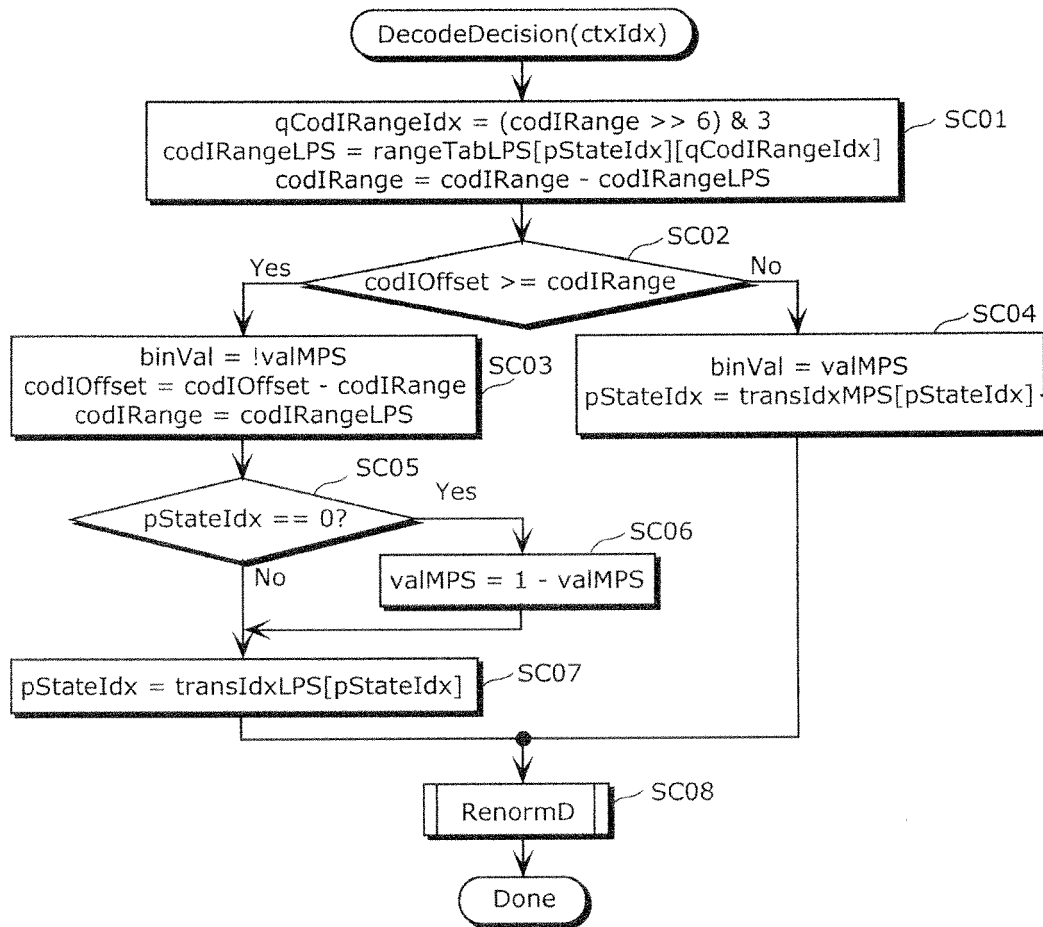 DecodeDecision(ctxIdx)
qCodIRangeIdx = (codIRange >> 6) & 3
codIRangeLPS = rangeTabLPS[pStateIdx][qCodIRangeIdx]
codIRange = codIRange - codIRangeLPS
SC01
SC02
Yes
codIOffset >= codIRange
No
SC04
binVal = !valMPS
codIOffset = codIOffset - codIRange
codIRange = codIRangeLPS
SC03
binVal = valMPS
pStateIdx = transIdxMPS[pStateIdx]
SC05
pStateIdx == 0?
Yes
No
SC06
valMPS = 1 - valMPS
pStateIdx = transIdxLPS[pStateIdx]
SC07
RenormD
SC08
Done